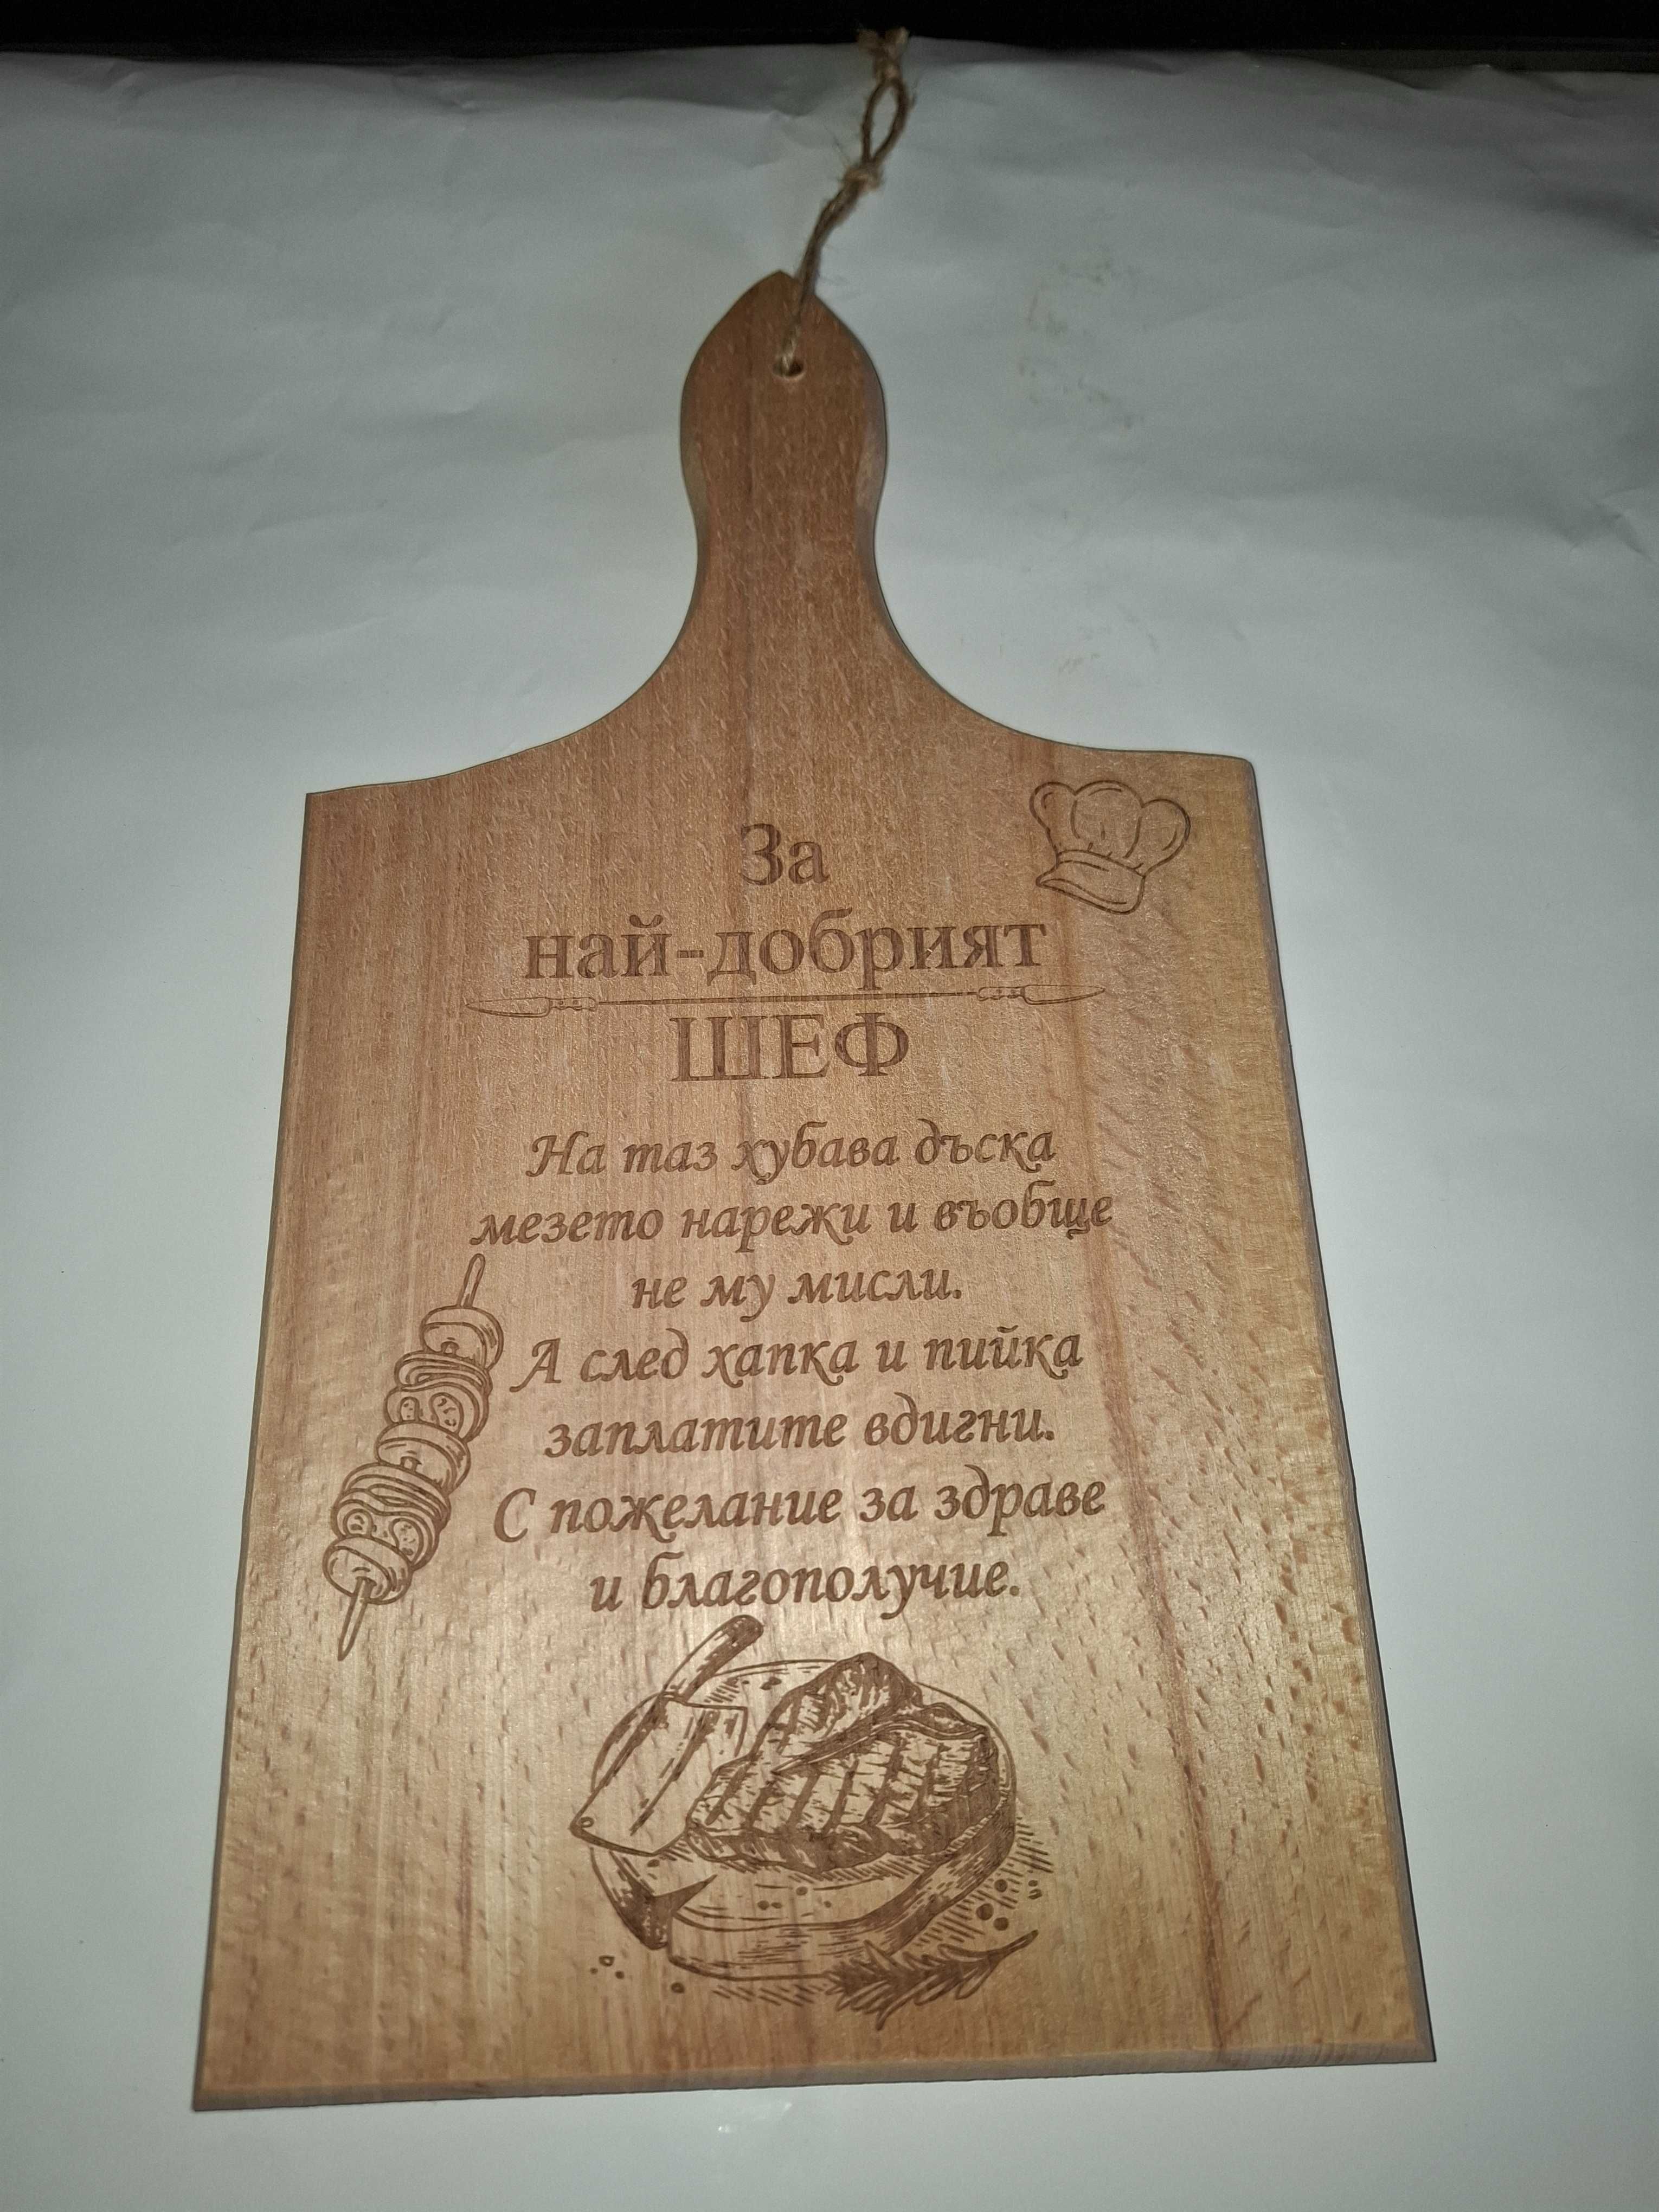 За
най-добрият
ШЕФ
На таз хубава дъска
мезето нарежи и въобще
не му мисли.
А след хапка и пийка
заплатите вдигни.
С пожелание за здраве
и благополучие.